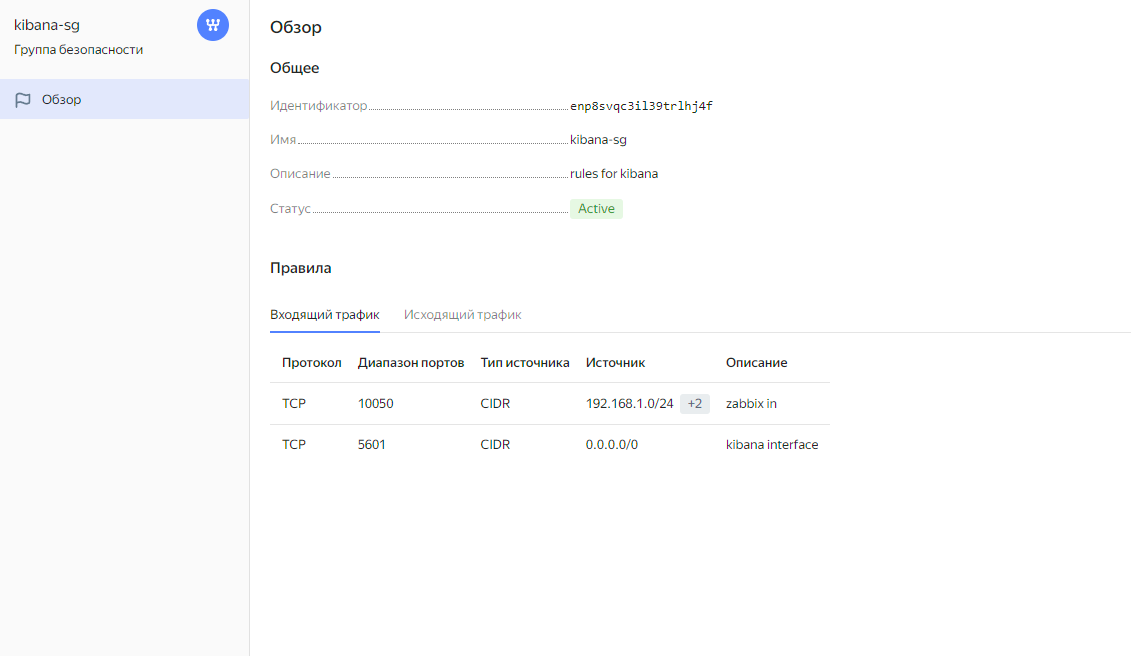 kibana-sg
Группа безопасности
Обзор
Обзор
Общее
Идентификатор enp8svqc3il39trlhj4f
Имя kibana-sg
Описание rules for kibana
Статус Active
Правила
Входящий трафик Исходящий трафик
Протокол Диапазон портов Тип источника Источник Описание
TCP 10050 CIDR 192.168.1.0/24 +2 zabbix in
TCP 5601 CIDR 0.0.0.0/0 kibana interface